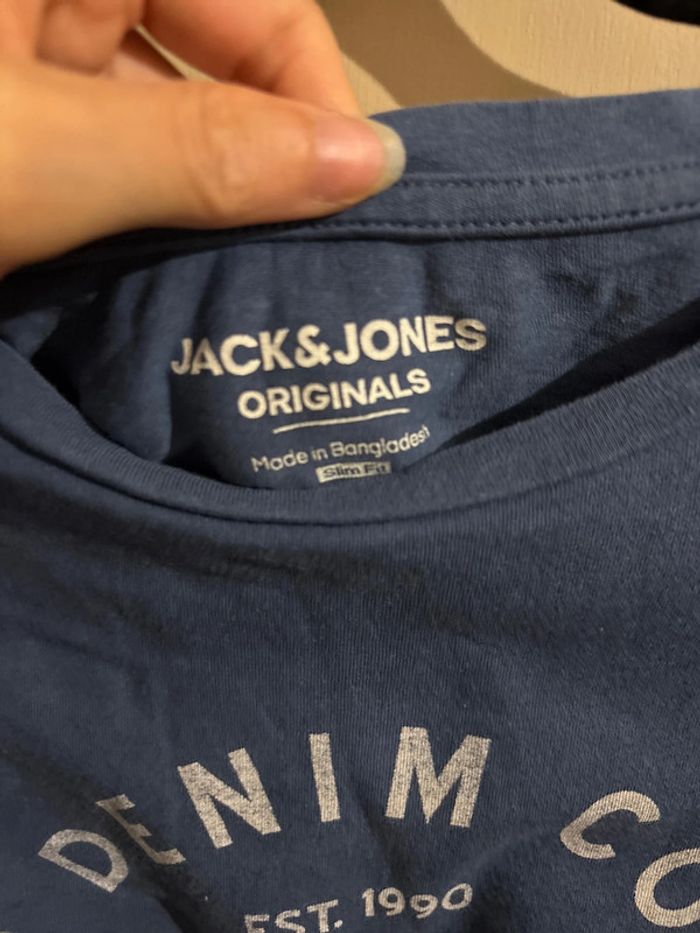 JACK&JONES
ORIGINALS
Made in Bangladesh
Slim Fit
DENIM CO
EST. 1990